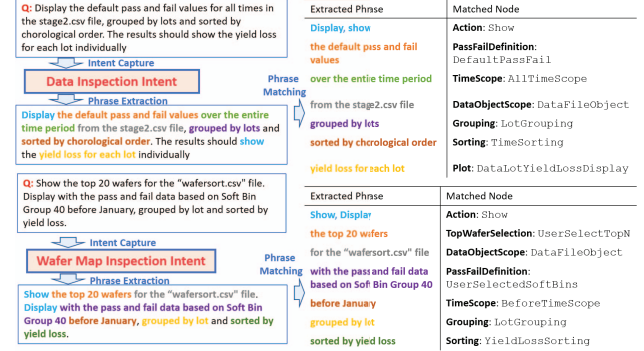 Q: Display the default pass and fail values for all times in
the stage2.csv file, grouped by lots and sorted by
chorological order. The results should show the yield loss
for each lot individually
Intent Capture
Data Inspection Intent
Phrase Extraction
Display the default pass and fail values over the entire
time period from the stage2.csv file, grouped by lots and
sorted by chorological order. The results should show
the yield loss for each lot individually
Phrase
Matching
Extracted Phrase Matched Node
Display, show Action: Show
the default pass and fail
values PassFailDefinition:
DefaultPassFail
over the entire time period TimeScope: AllTimeScope
from the stage2.csv file DataObjectScope: DataFileObject
grouped by lots Grouping: LotGrouping
sorted by chorological order Sorting: TimeSorting
yield loss for each lot Plot: DataLotYieldLossDisplay
Q: Show the top 20 wafers for the “wafersort.csv” file.
Display with the pass and fail data based on Soft Bin
Group 40 before January, grouped by lot and sorted by
yield loss.
Intent Capture
Wafer Map Inspection Intent
Phrase Extraction
Show the top 20 wafers for the “wafersort.csv” file.
Display with the pass and fail data based on Soft Bin
Group 40 before January, grouped by lot and sorted by
yield loss.
Phrase
Matching
Extracted Phrase Matched Node
Show, Display Action: Show
the top 20 wafers TopWaferSelection: UserSelectTopN
for the “wafersort.csv” file DataObjectScope: DataFileObject
with the pass and fail data
based on Soft Bin Group 40 PassFailDefinition:
UserSelectedSoftBins
before January TimeScope: BeforeTimeScope
grouped by lot Grouping: LotGrouping
sorted by yield loss Sorting: YieldLossSorting